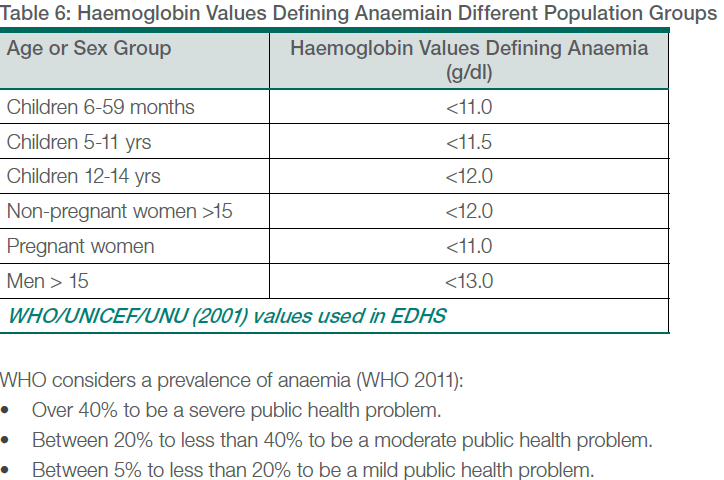 Table 6: Haemoglobin Values Defining Anaemiain Different Population Groups
Age or Sex Group
Haemoglobin Values Defining Anaemia
(g/dl)
Children 6-59 months <11.0
Children 5-11 yrs <11.5
Children 12-14 yrs <12.0
Non-pregnant women >15 <12.0
Pregnant women <11.0
Men > 15 <13.0
WHO/UNICEF/UNU (2001) values used in EDHS
WHO considers a prevalence of anaemia (WHO 2011):
• Over 40% to be a severe public health problem.
• Between 20% to less than 40% to be a moderate public health problem.
• Between 5% to less than 20% to be a mild public health problem.